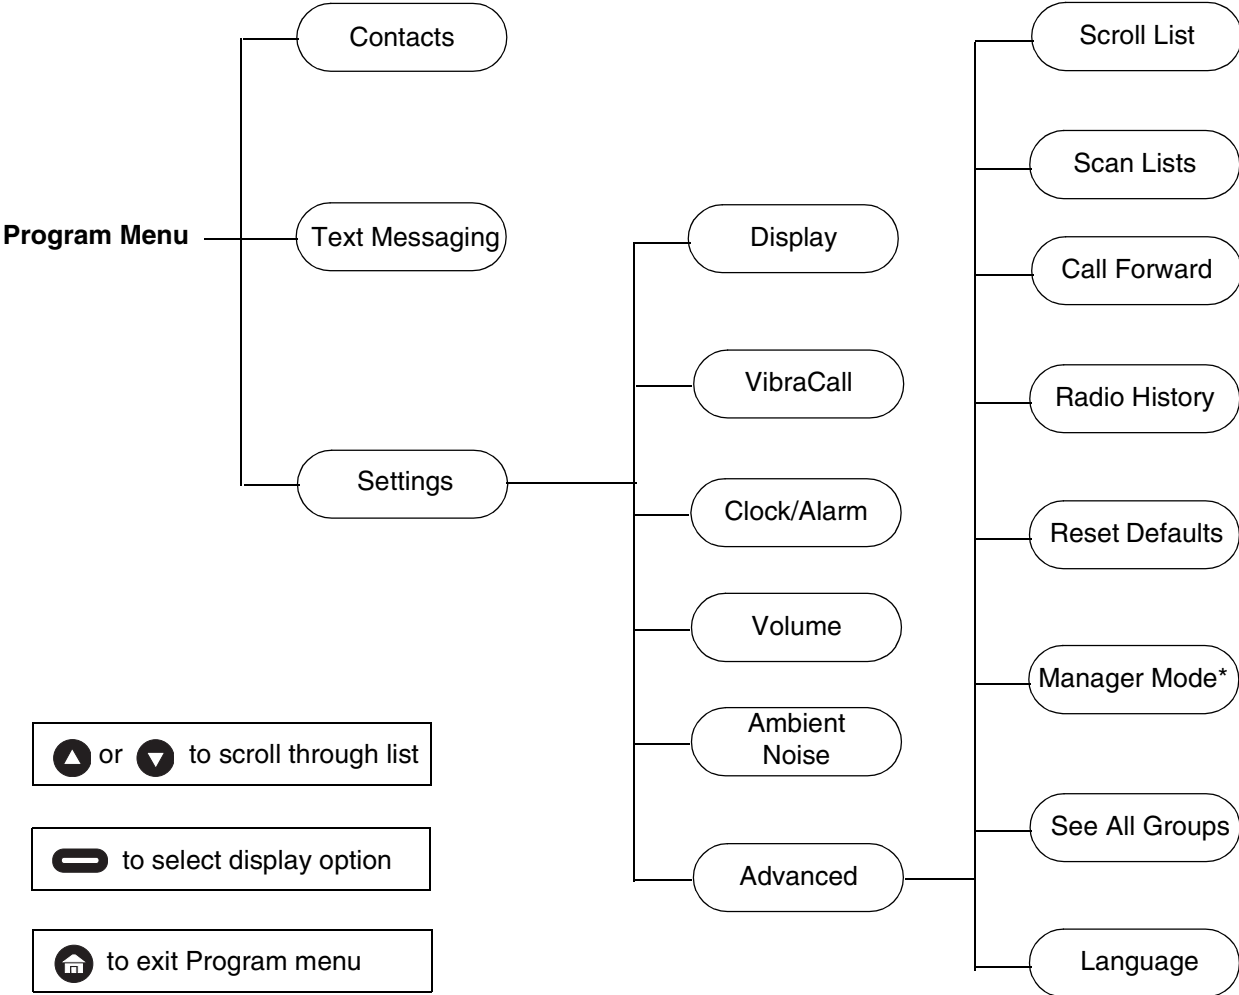 Program Menu
Contacts
Text Messaging
Settings
Display
VibraCall
Clock/Alarm
Volume
Ambient
Noise
Advanced
Scroll List
Scan Lists
Call Forward
Radio History
Reset Defaults
Manager Mode*
See All Groups
Language
or to scroll through list
to select display option
to exit Program menu